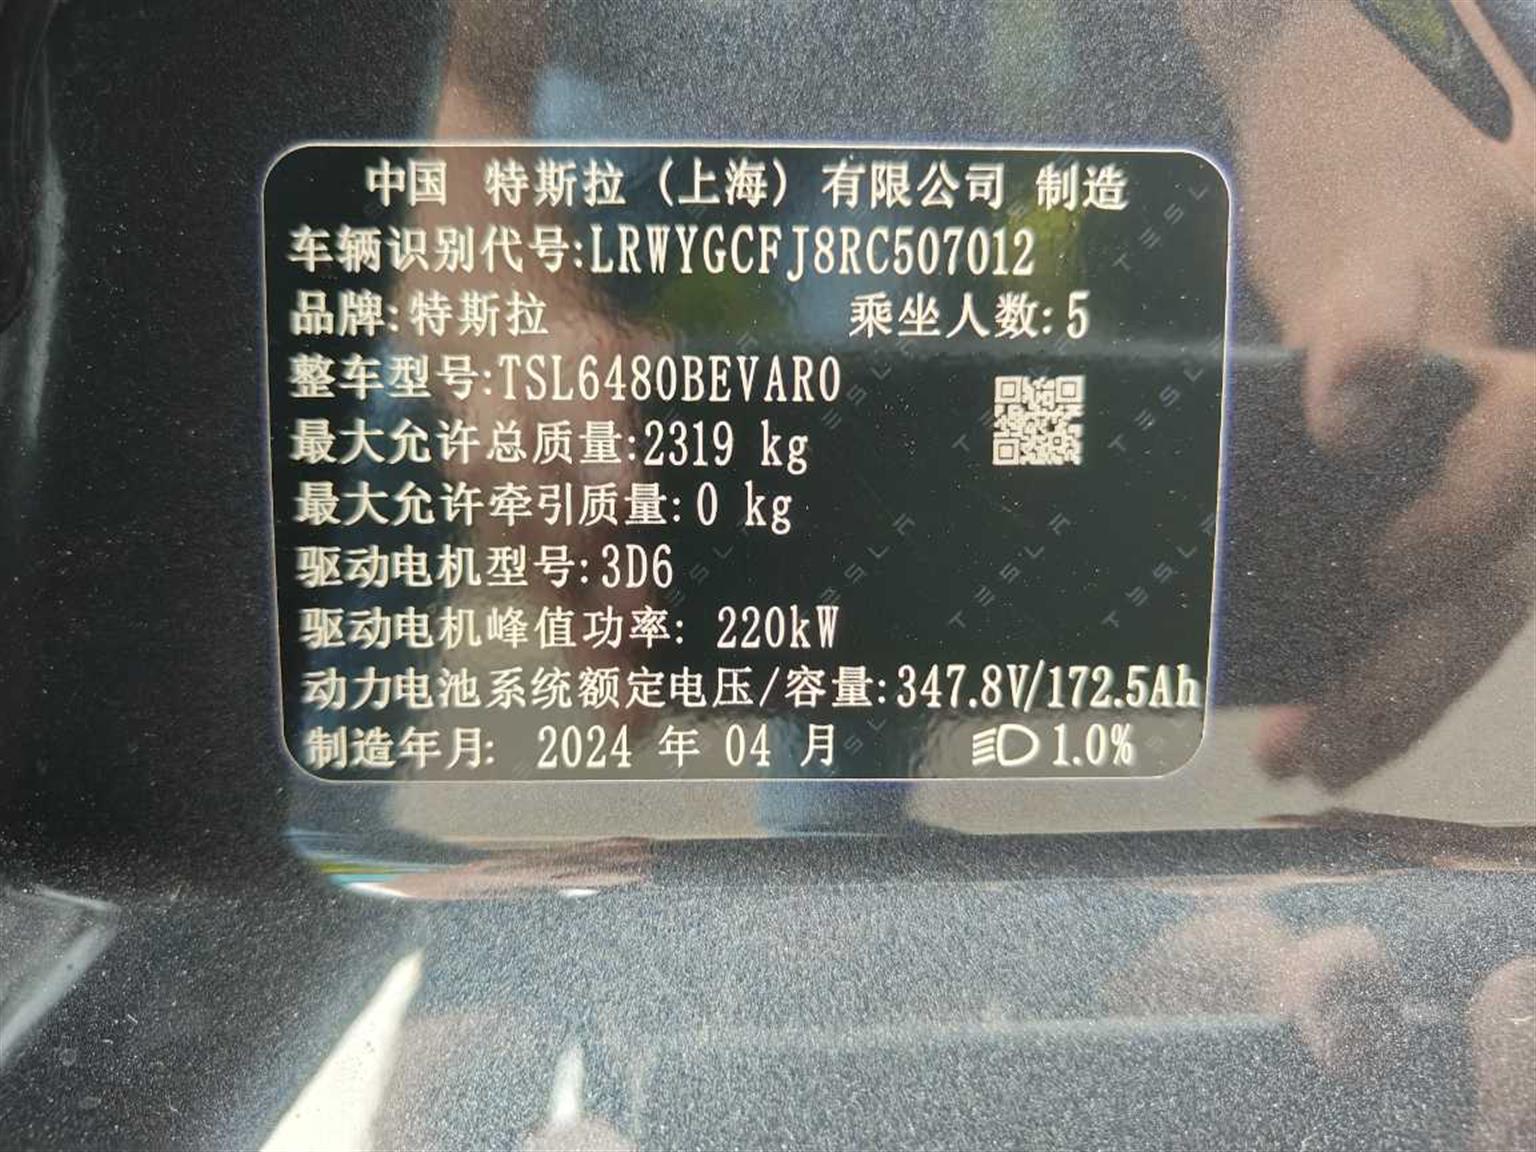 中国 特斯拉（上海）有限公司 制造
车辆识别代号:LRWYGCFJ8RC507012
品牌:特斯拉 乘坐人数:5
整车型号:TSL6480BEVAR0
最大允许总质量:2319 kg
最大允许牵引质量:0 kg
驱动电机型号:3D6
驱动电机峰值功率: 220kW
动力电池系统额定电压/容量:347.8V/172.5Ah
制造年月: 2024 年 04 月 1.0%